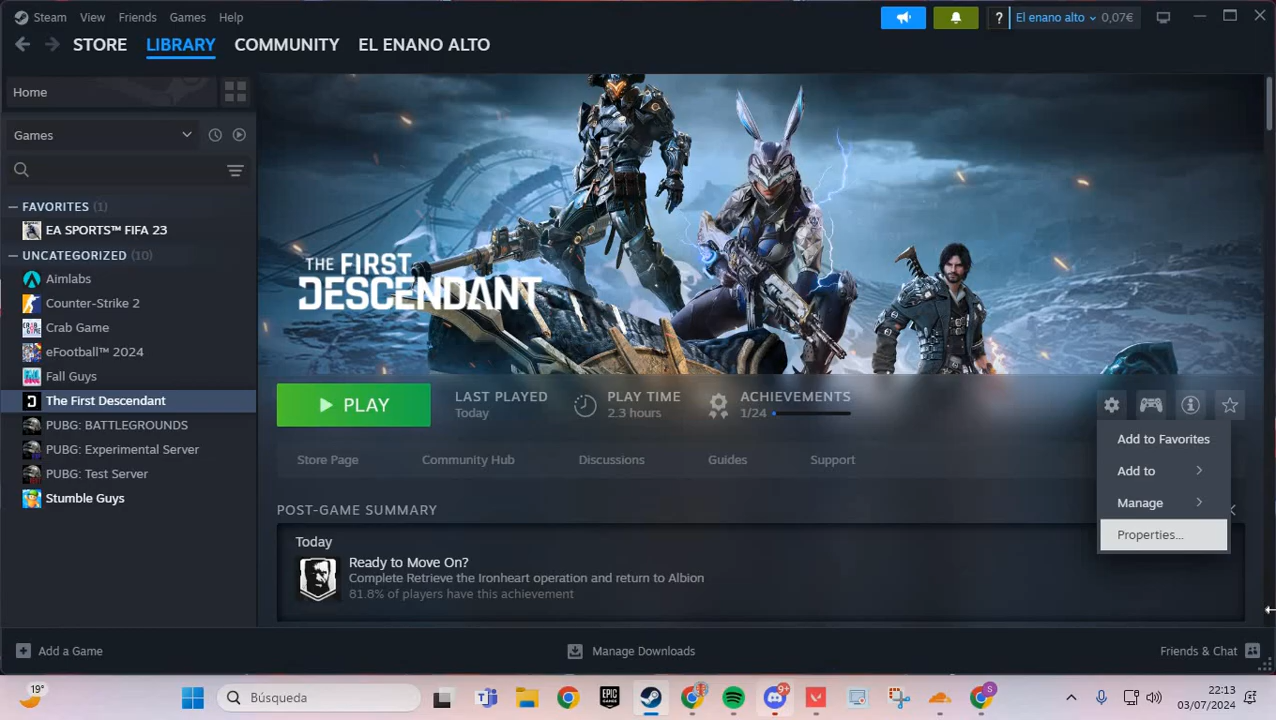 Steam View Friends Games Help
? El enano alto 0,07€
STORE LIBRARY COMMUNITY EL ENANO ALTO
Home
Games
FAVORITES (1)
EA SPORTS™ FIFA 23
UNCATEGORIZED (10)
Aimlabs
Counter-Strike 2
Crab Game
eFootball™ 2024
Fall Guys
The First Descendant
PUBG: BATTLEGROUNDS
PUBG: Experimental Server
PUBG: Test Server
Stumble Guys
THE FIRST
DESCENDANT
PLAY
LAST PLAYED
Today
PLAY TIME
2.3 hours
ACHIEVEMENTS
1/24
Add to Favorites
Add to
Manage
Properties...
Store Page Community Hub Discussions Guides Support
POST-GAME SUMMARY
Today
Ready to Move On?
Complete Retrieve the Ironheart operation and return to Albion
81.8% of players have this achievement
Add a Game Manage Downloads Friends & Chat
19°
Búsqueda
EPIC
GAMES
9+
S
22:13
03/07/2024